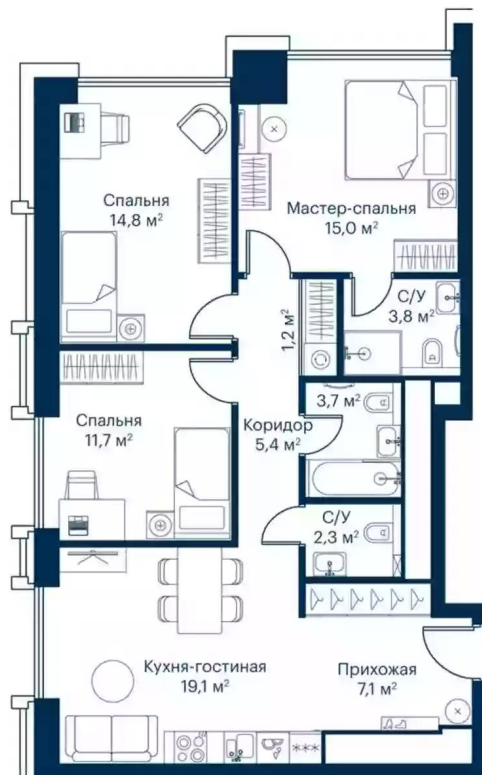 Спальня
14,8 м²
Мастер-спальня
15,0 м²
С/У
3,8 м²
1,2 м²
3,7 м²
Спальня
11,7 м²
Коридор
5,4 м²
С/У
2,3 м²
Кухня-гостиная
19,1 м²
Прихожая
7,1 м²